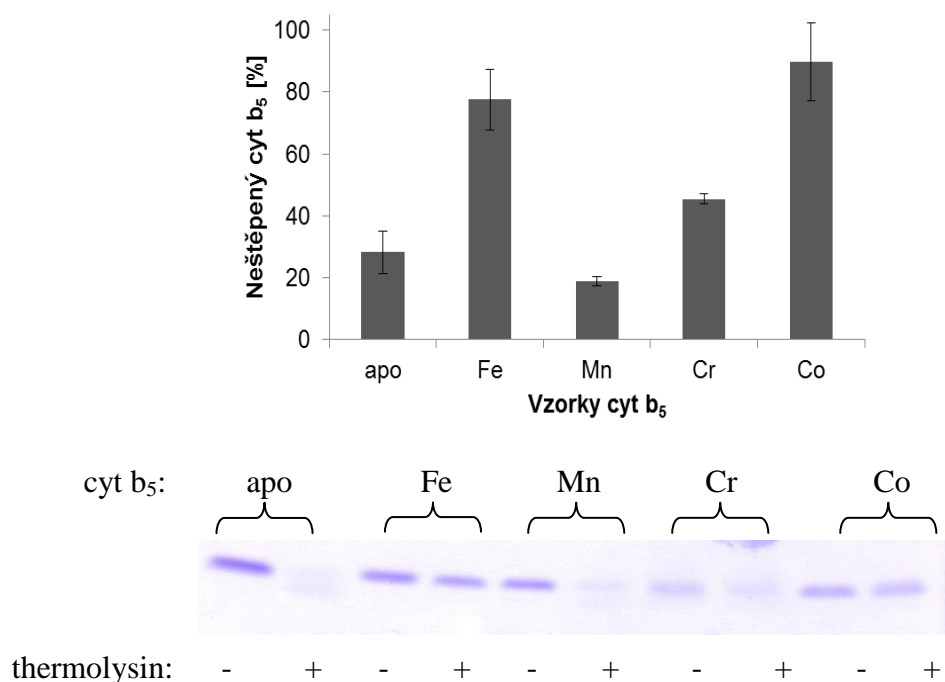 Neštěpený cyt b₅ [%]
100
80
60
40
20
0
apo Fe Mn Cr Co
Vzorky cyt b₅
cyt b₅: apo Fe Mn Cr Co
thermolysin: - + - + - + - + - +